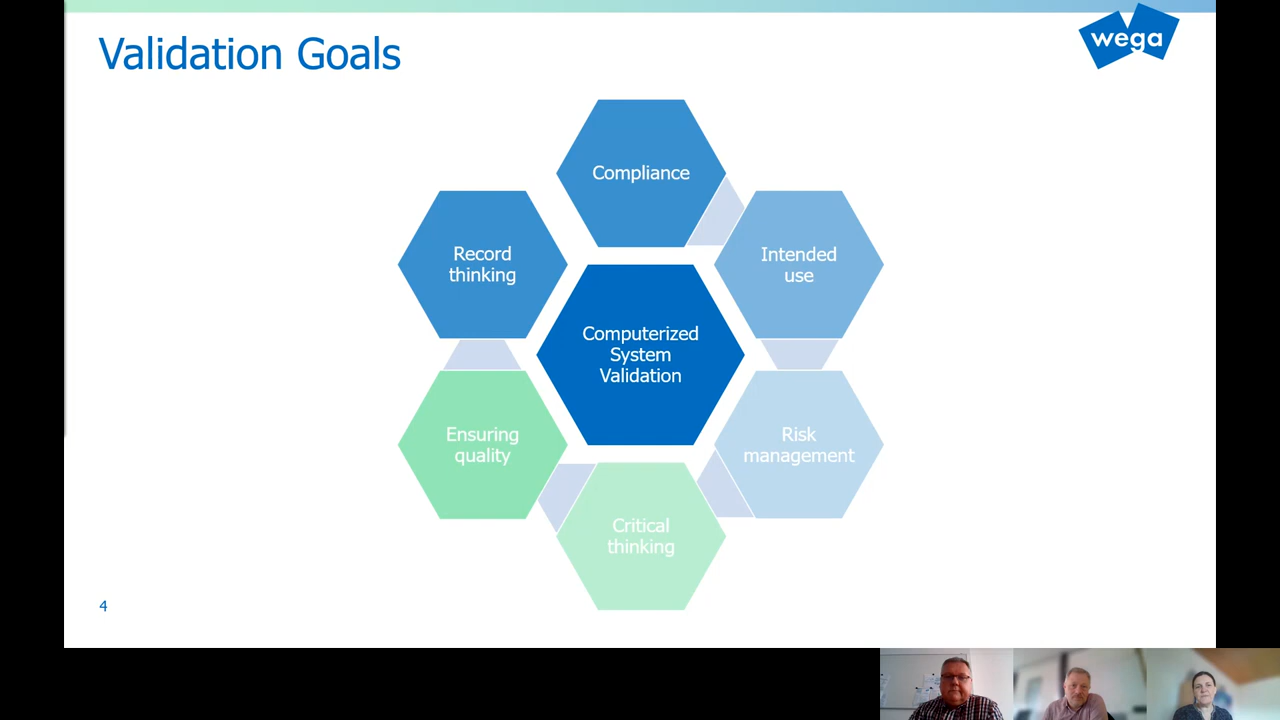 Validation Goals
wega
Compliance
Record
thinking
Intended
use
Computerized
System
Validation
Ensuring
quality
Risk
management
Critical
thinking
4